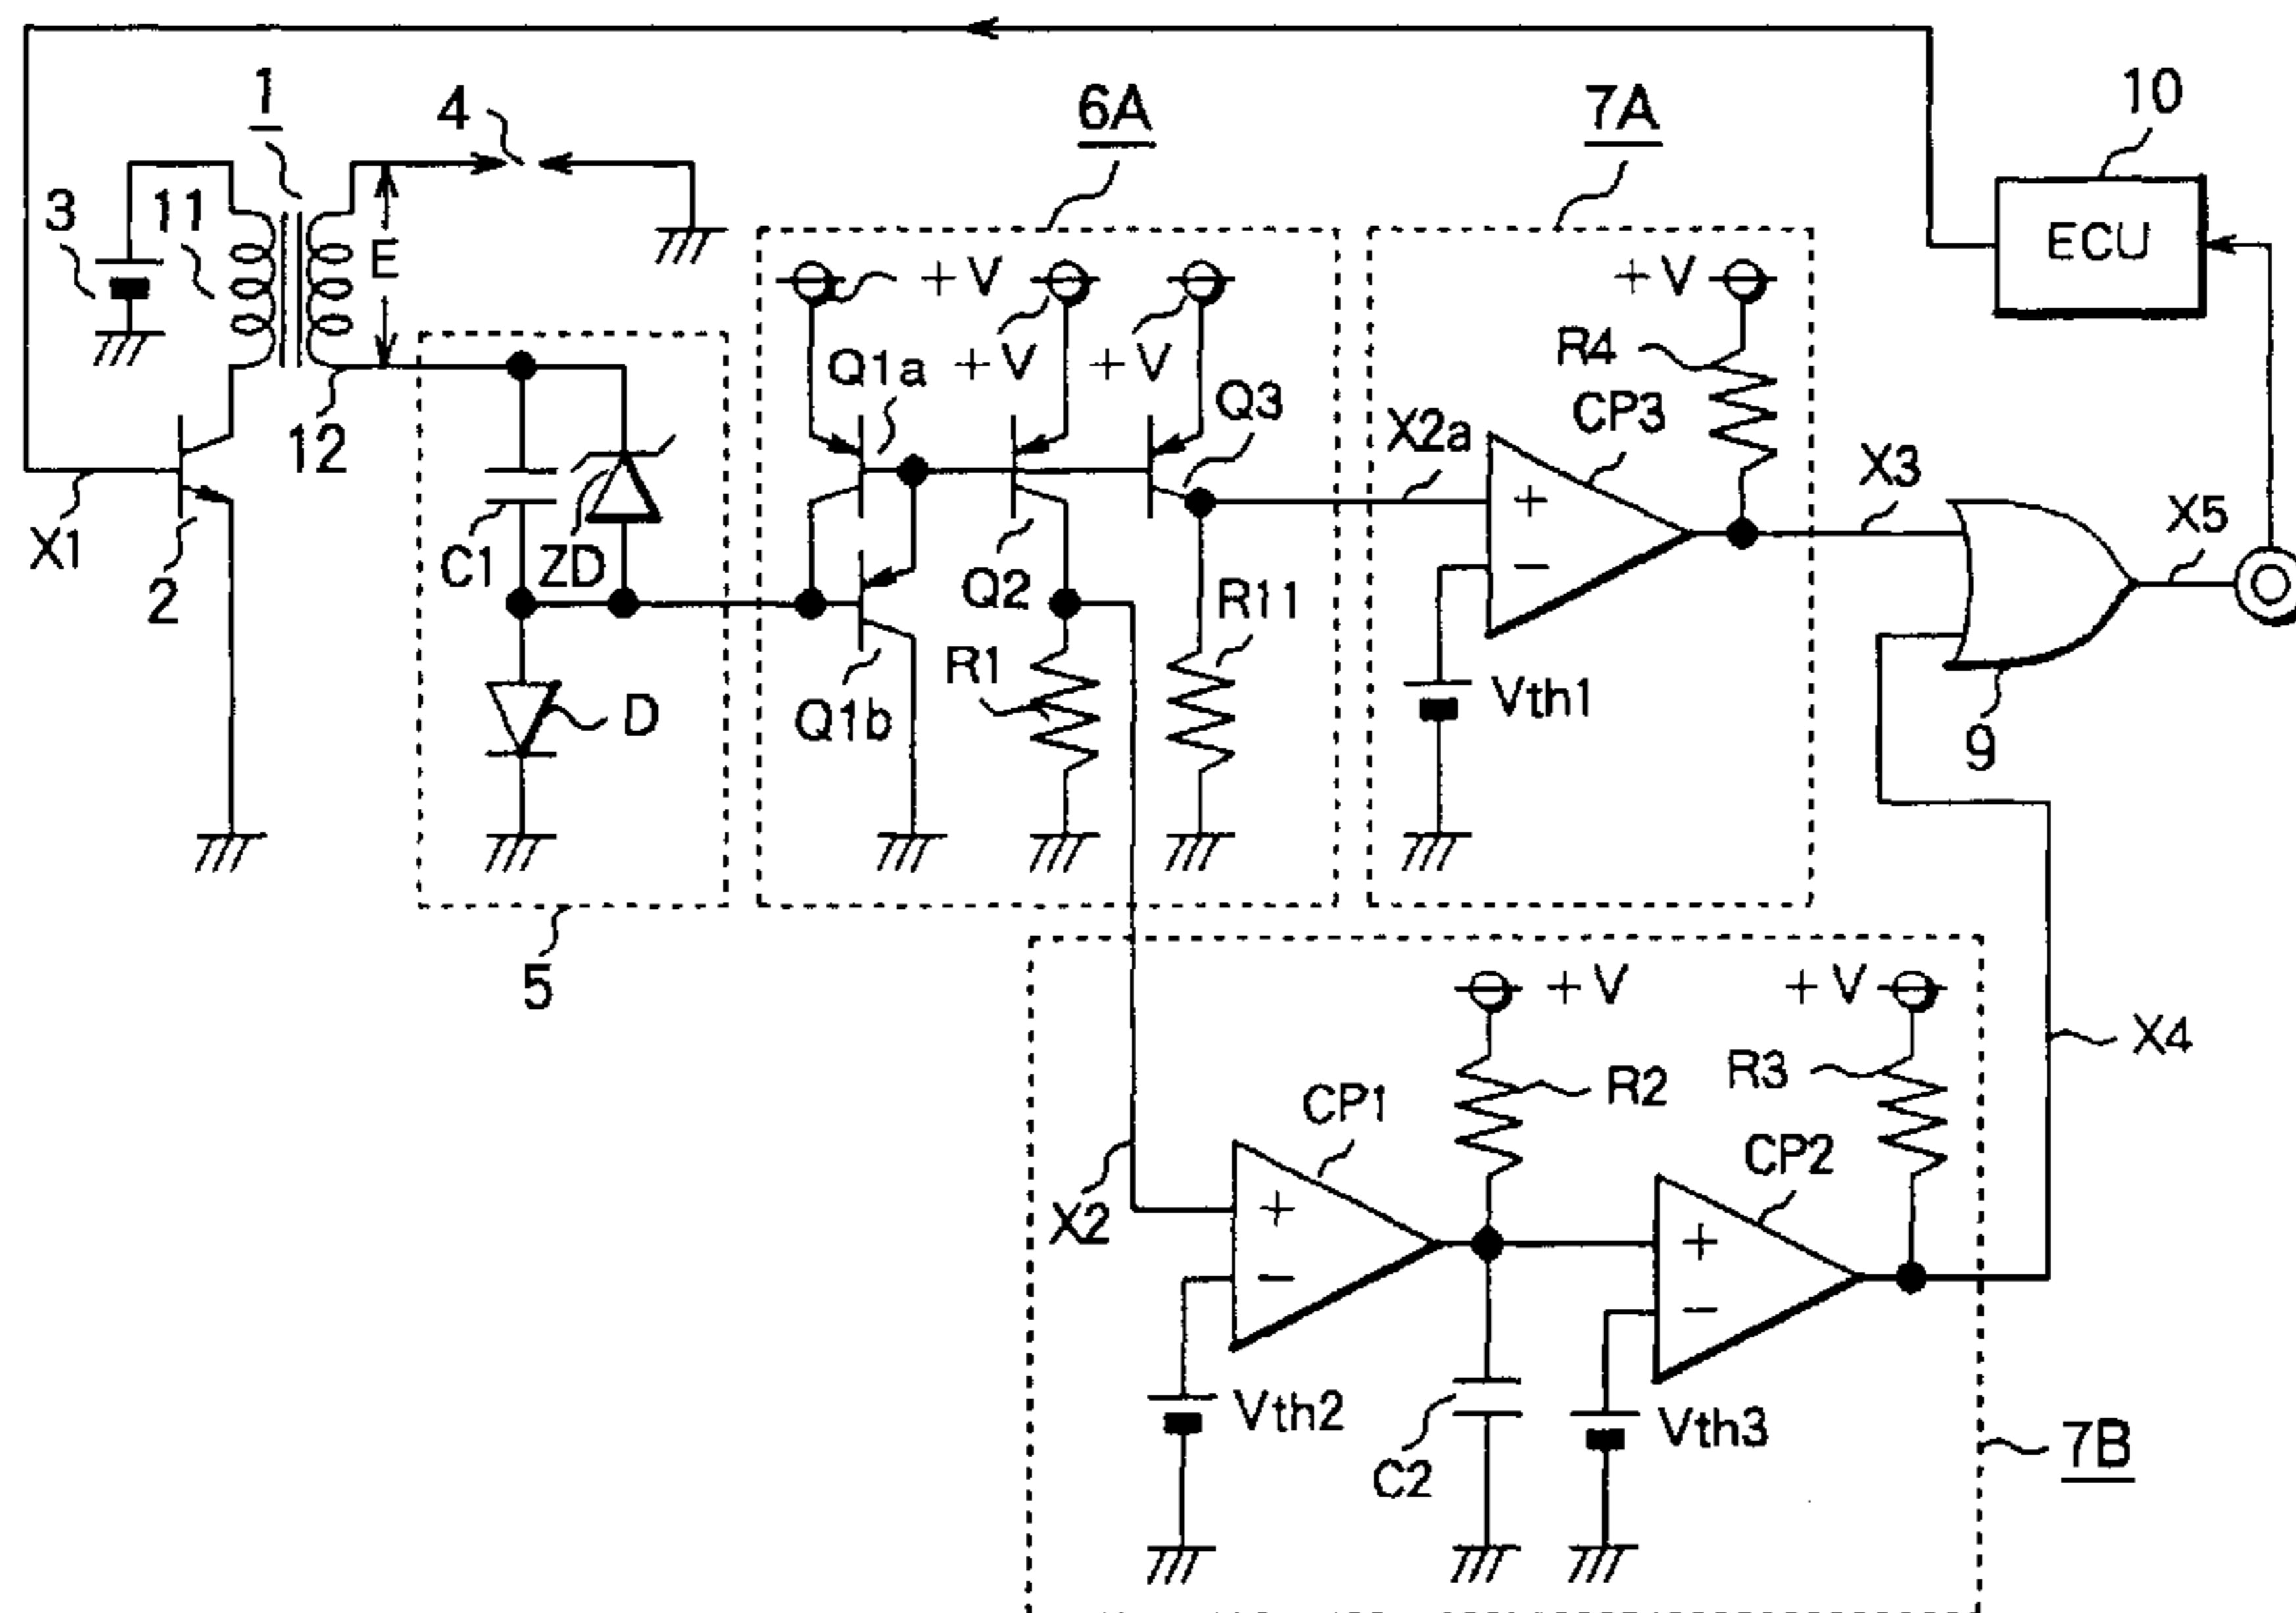 1
4
6A
7A
10
3
11
E
+V
+V
ECU
R4
Q1a
+V
+V
Q3
CP3
12
X2a
X3
X5
+
X1
2
C1
ZD
Q2
R11
−
R1
Vth1
D
Q1b
9
5
+V
+V
X4
R2
R3
CP1
CP2
X2
+
+
−
−
Vth2
Vth3
C2
7B